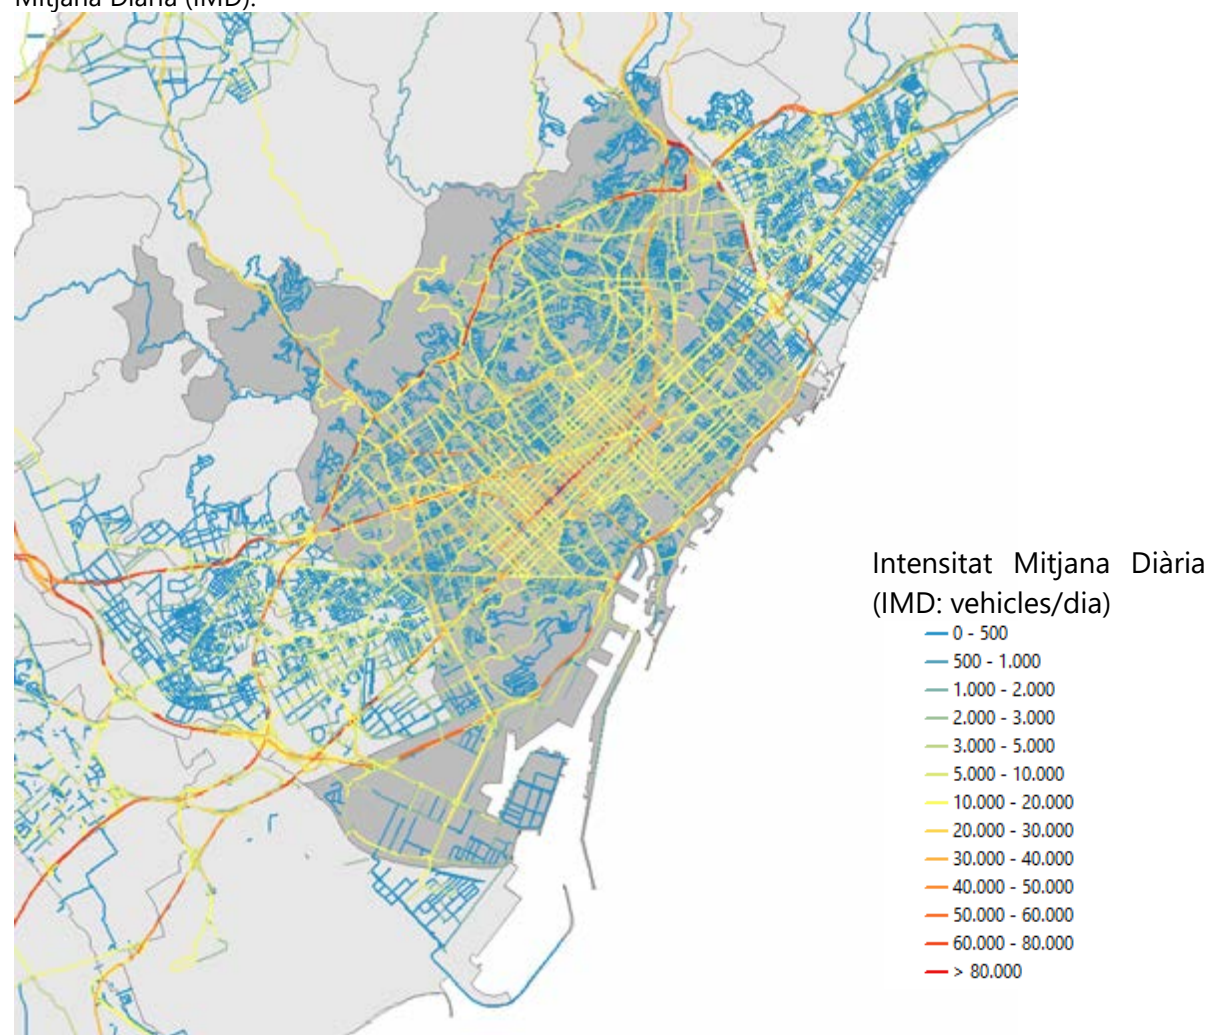 Mitjana Diària (IMD).
Intensitat Mitjana Diària
(IMD: vehicles/dia)
0 - 500
500 - 1.000
1.000 - 2.000
2.000 - 3.000
3.000 - 5.000
5.000 - 10.000
10.000 - 20.000
20.000 - 30.000
30.000 - 40.000
40.000 - 50.000
50.000 - 60.000
60.000 - 80.000
> 80.000